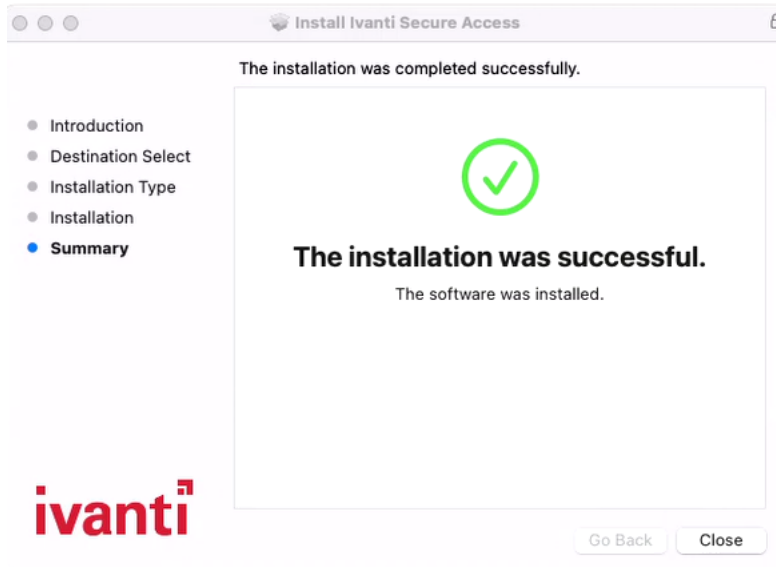 Install Ivanti Secure Access
The installation was completed successfully.
Introduction
Destination Select
Installation Type
Installation
Summary
The installation was successful.
The software was installed.
ivanti
Go Back
Close